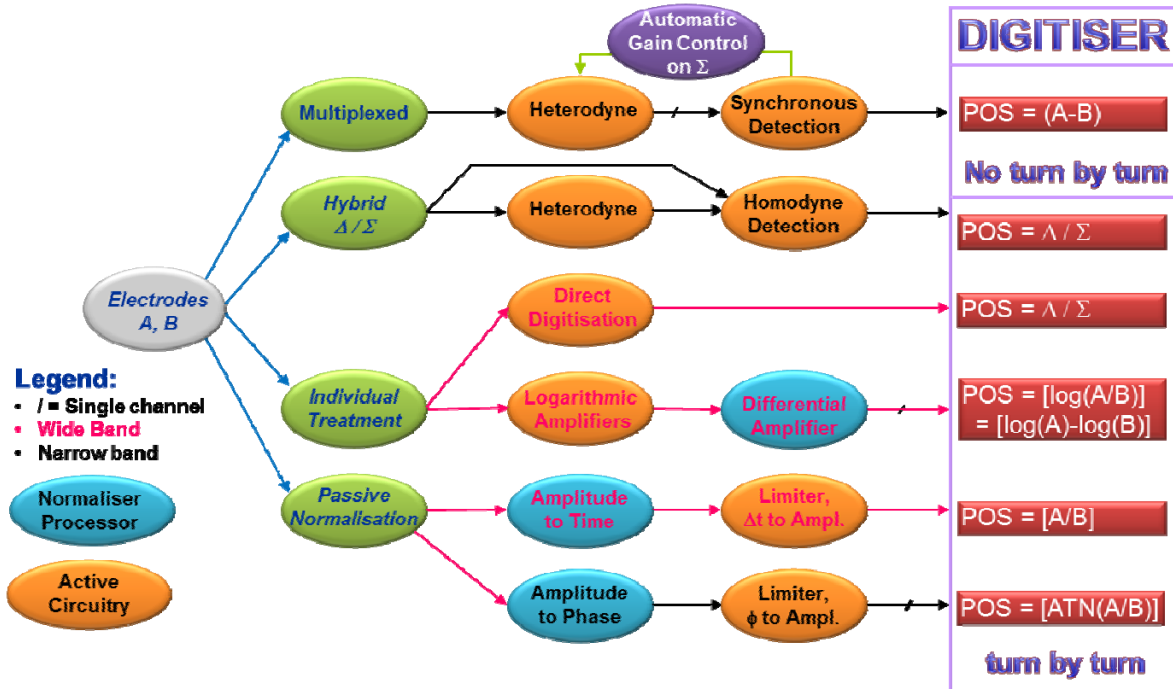 Automatic
Gain Control
on Σ
DIGITISER
Multiplexed
Heterodyne
Synchronous
Detection
POS = (A-B)
No turn by turn
Hybrid
Δ / Σ
Heterodyne
Homodyne
Detection
POS = Λ / Σ
Electrodes
A, B
Direct
Digitisation
POS = Λ / Σ
Legend:
• / = Single channel
• Wide Band
• Narrow band
Individual
Treatment
Logarithmic
Amplifiers
Differential
Amplifier
POS = [log(A/B)]
= [log(A)-log(B)]
Normaliser
Processor
Passive
Normalisation
Amplitude
to Time
Limiter,
Δt to Ampl.
POS = [A/B]
Active
Circuitry
Amplitude
to Phase
Limiter,
ϕ to Ampl.
POS = [ATN(A/B)]
turn by turn